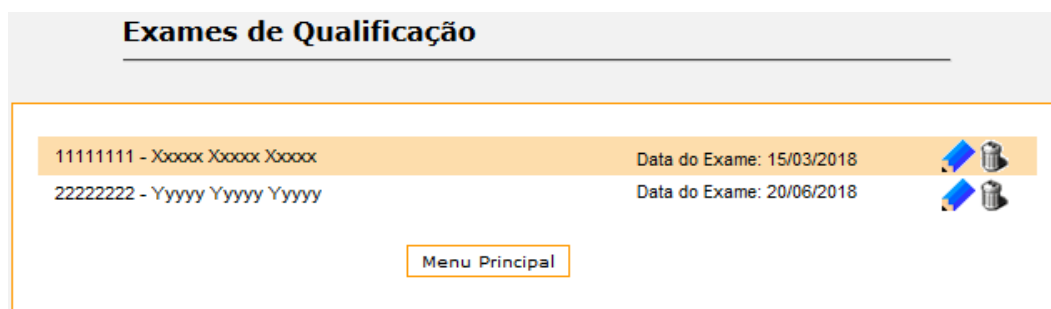 Exames de Qualificação
11111111 - Xxxxx Xxxxx Xxxxx Data do Exame: 15/03/2018
22222222 - Yyyyy Yyyyy Yyyyy Data do Exame: 20/06/2018
Menu Principal